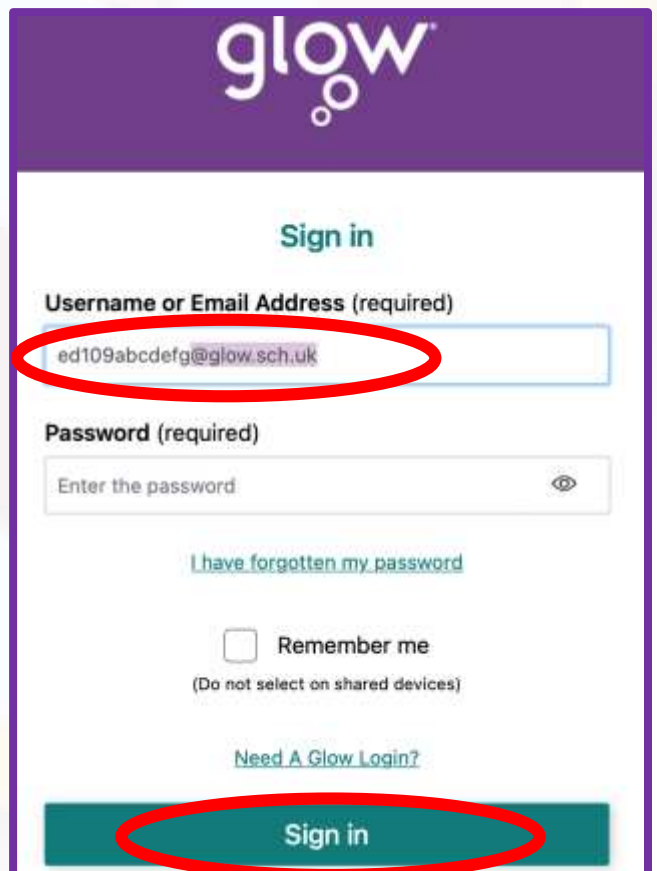 glow
Sign in
Username or Email Address (required)
ed109abcdefg@glow.sch.uk
Password (required)
Enter the password
I have forgotten my password
Remember me
(Do not select on shared devices)
Need A Glow Login?
Sign in